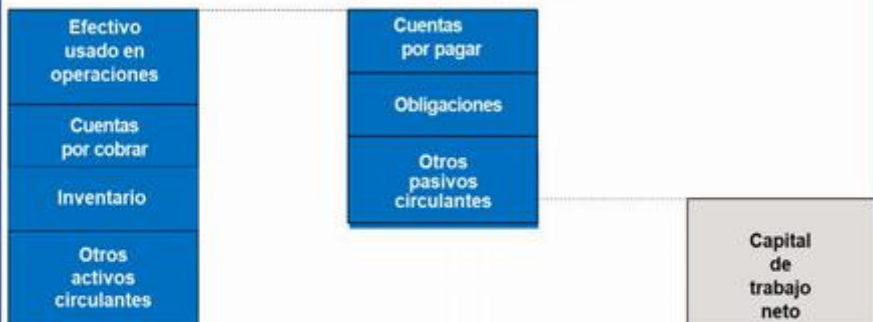 Efectivo
usado en
operaciones
Cuentas
por cobrar
Inventario
Otros
activos
circulantes
Cuentas
por pagar
Obligaciones
Otros
pasivos
circulantes
Capital
de
trabajo
neto